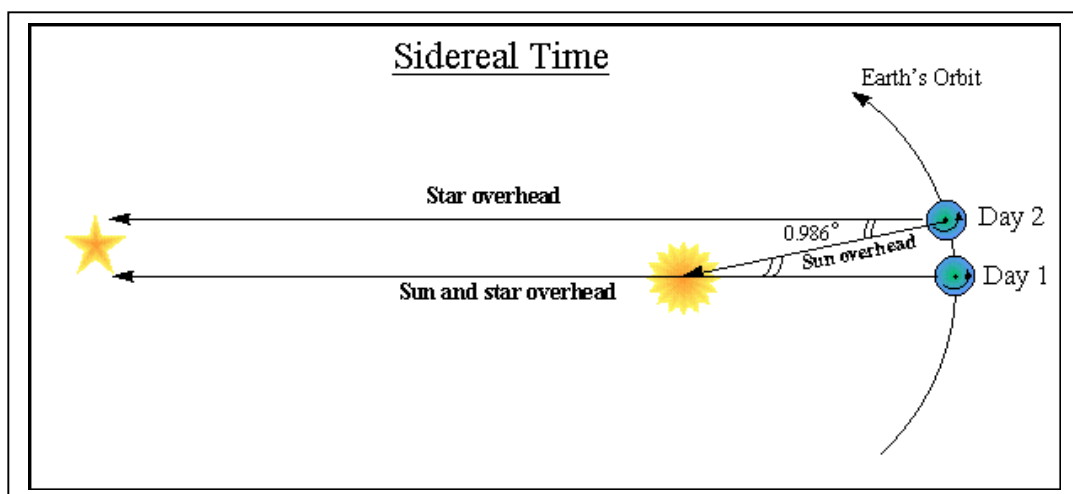 Sidereal Time
Earth's Orbit
Star overhead
Day 2
0.986°
Sun overhead
Day 1
Sun and star overhead